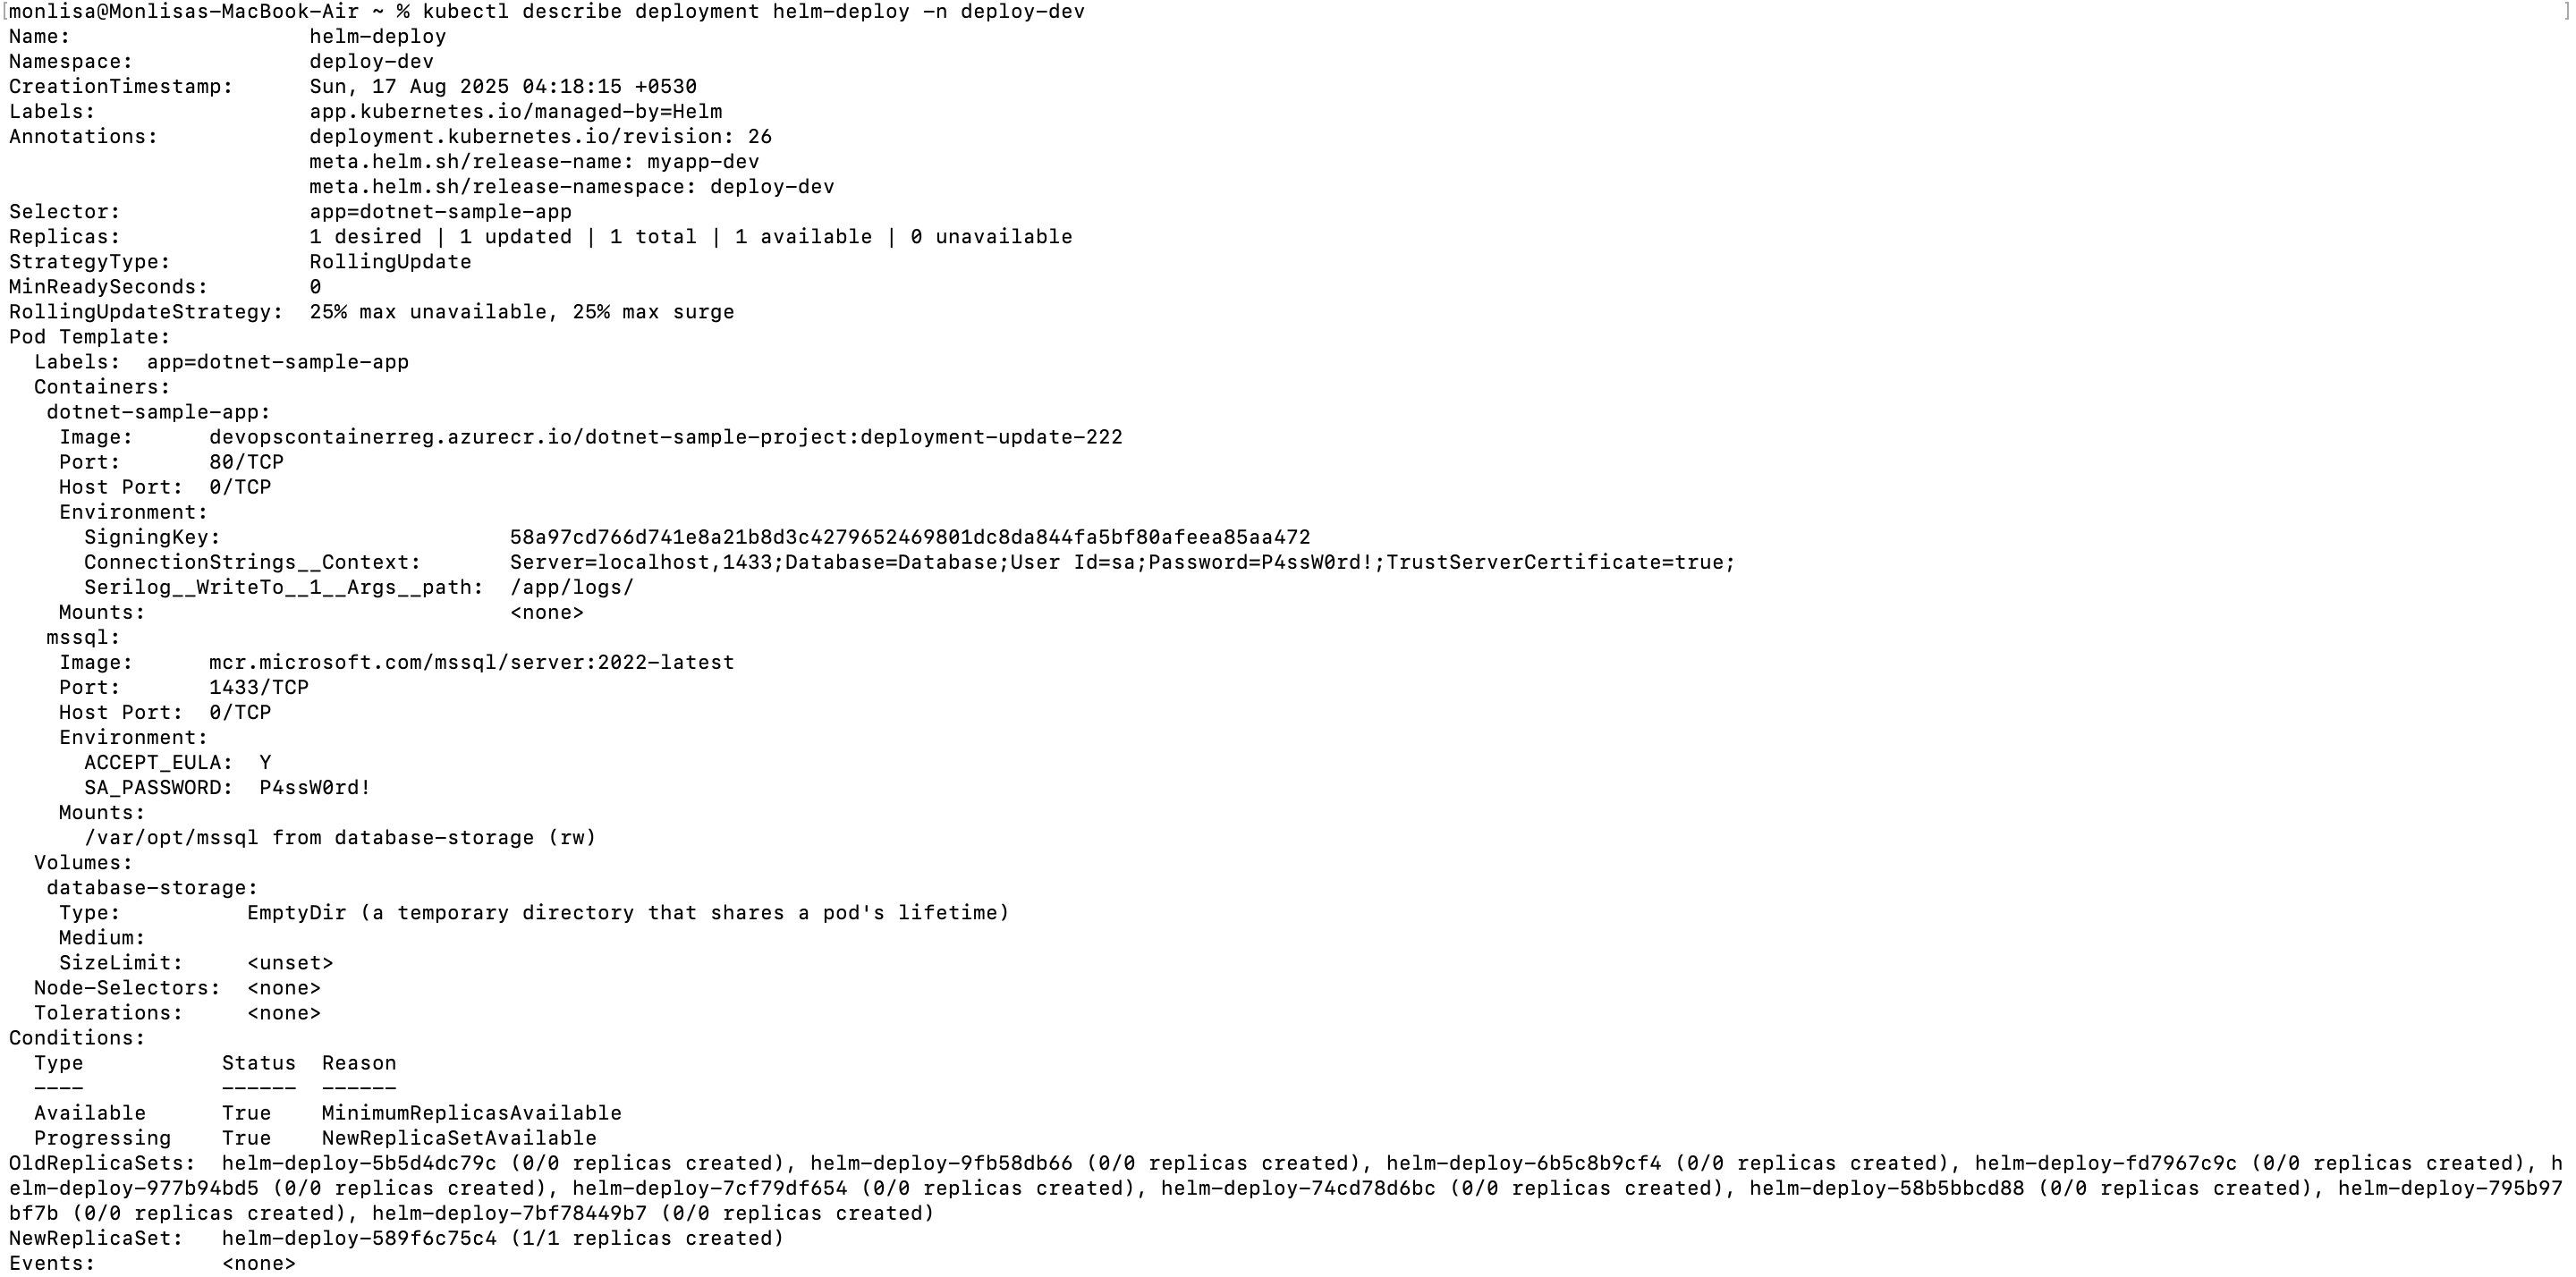 [monlisa@Monlisas-MacBook-Air ~ % kubectl describe deployment helm-deploy -n deploy-dev ]
Name:                   helm-deploy
Namespace:              deploy-dev
CreationTimestamp:      Sun, 17 Aug 2025 04:18:15 +0530
Labels:                 app.kubernetes.io/managed-by=Helm
Annotations:            deployment.kubernetes.io/revision: 26
                        meta.helm.sh/release-name: myapp-dev
                        meta.helm.sh/release-namespace: deploy-dev
Selector:               app=dotnet-sample-app
Replicas:               1 desired | 1 updated | 1 total | 1 available | 0 unavailable
StrategyType:           RollingUpdate
MinReadySeconds:        0
RollingUpdateStrategy:  25% max unavailable, 25% max surge
Pod Template:
  Labels:  app=dotnet-sample-app
  Containers:
   dotnet-sample-app:
    Image:      devopscontainerreg.azurecr.io/dotnet-sample-project:deployment-update-222
    Port:       80/TCP
    Host Port:  0/TCP
    Environment:
      SigningKey:                       58a97cd766d741e8a21b8d3c4279652469801dc8da844fa5bf80afeea85aa472
      ConnectionStrings__Context:       Server=localhost,1433;Database=Database;User Id=sa;Password=P4ssW0rd!;TrustServerCertificate=true;
      Serilog__WriteTo__1__Args__path:  /app/logs/
    Mounts:                             <none>
   mssql:
    Image:      mcr.microsoft.com/mssql/server:2022-latest
    Port:       1433/TCP
    Host Port:  0/TCP
    Environment:
      ACCEPT_EULA:  Y
      SA_PASSWORD:  P4ssW0rd!
    Mounts:
      /var/opt/mssql from database-storage (rw)
  Volumes:
   database-storage:
    Type:          EmptyDir (a temporary directory that shares a pod's lifetime)
    Medium:
    SizeLimit:     <unset>
  Node-Selectors:  <none>
  Tolerations:     <none>
Conditions:
  Type           Status  Reason
  ----           ------  ------
  Available      True    MinimumReplicasAvailable
  Progressing    True    NewReplicaSetAvailable
OldReplicaSets:  helm-deploy-5b5d4dc79c (0/0 replicas created), helm-deploy-9fb58db66 (0/0 replicas created), helm-deploy-6b5c8b9cf4 (0/0 replicas created), helm-deploy-fd7967c9c (0/0 replicas created), h
elm-deploy-977b94bd5 (0/0 replicas created), helm-deploy-7cf79df654 (0/0 replicas created), helm-deploy-74cd78d6bc (0/0 replicas created), helm-deploy-58b5bbcd88 (0/0 replicas created), helm-deploy-795b97
bf7b (0/0 replicas created), helm-deploy-7bf78449b7 (0/0 replicas created)
NewReplicaSet:   helm-deploy-589f6c75c4 (1/1 replicas created)
Events:          <none>